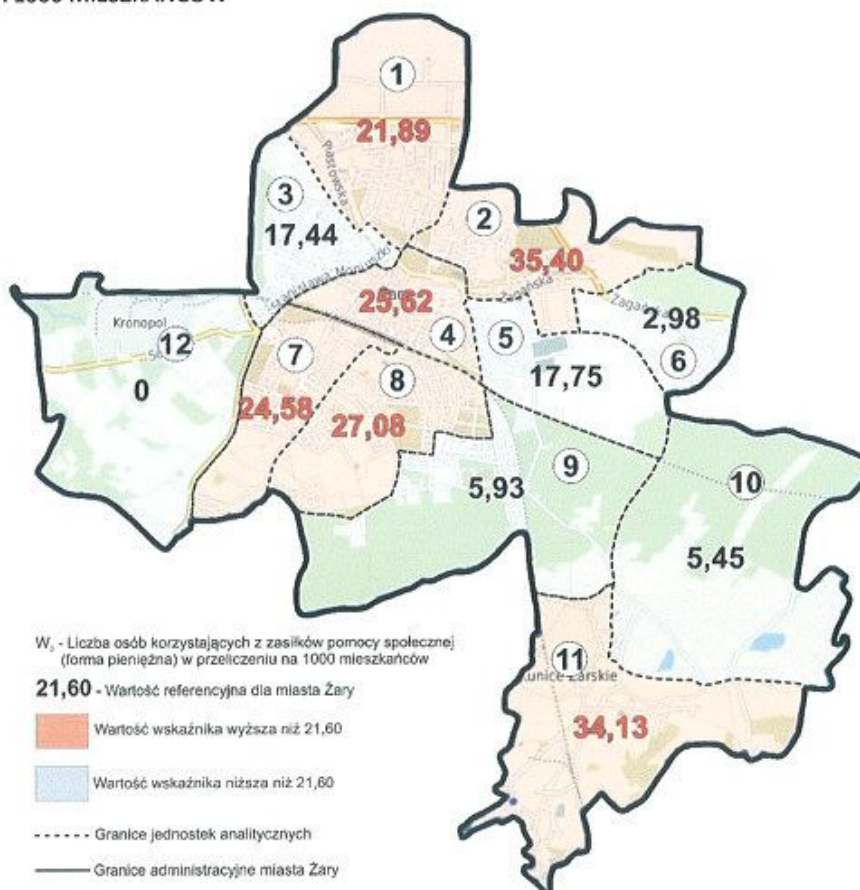 1
21,89
Piastowska
3
17,44
2
35,40
Stanisława Moniuszki
25,62
Żagańska
Żagańska
2,98
Kronopol
12
4
5
6
7
8
17,75
0
24,58
27,08
9
5,93
10
5,45
11
Kunice Żarskie
34,13
W₅ - Liczba osób korzystających z zasiłków pomocy społecznej
(forma pieniężna) w przeliczeniu na 1000 mieszkańców
21,60 - Wartość referencyjna dla miasta Żary
Wartość wskaźnika wyższa niż 21,60
Wartość wskaźnika niższa niż 21,60
Granice jednostek analitycznych
Granice administracyjne miasta Żary